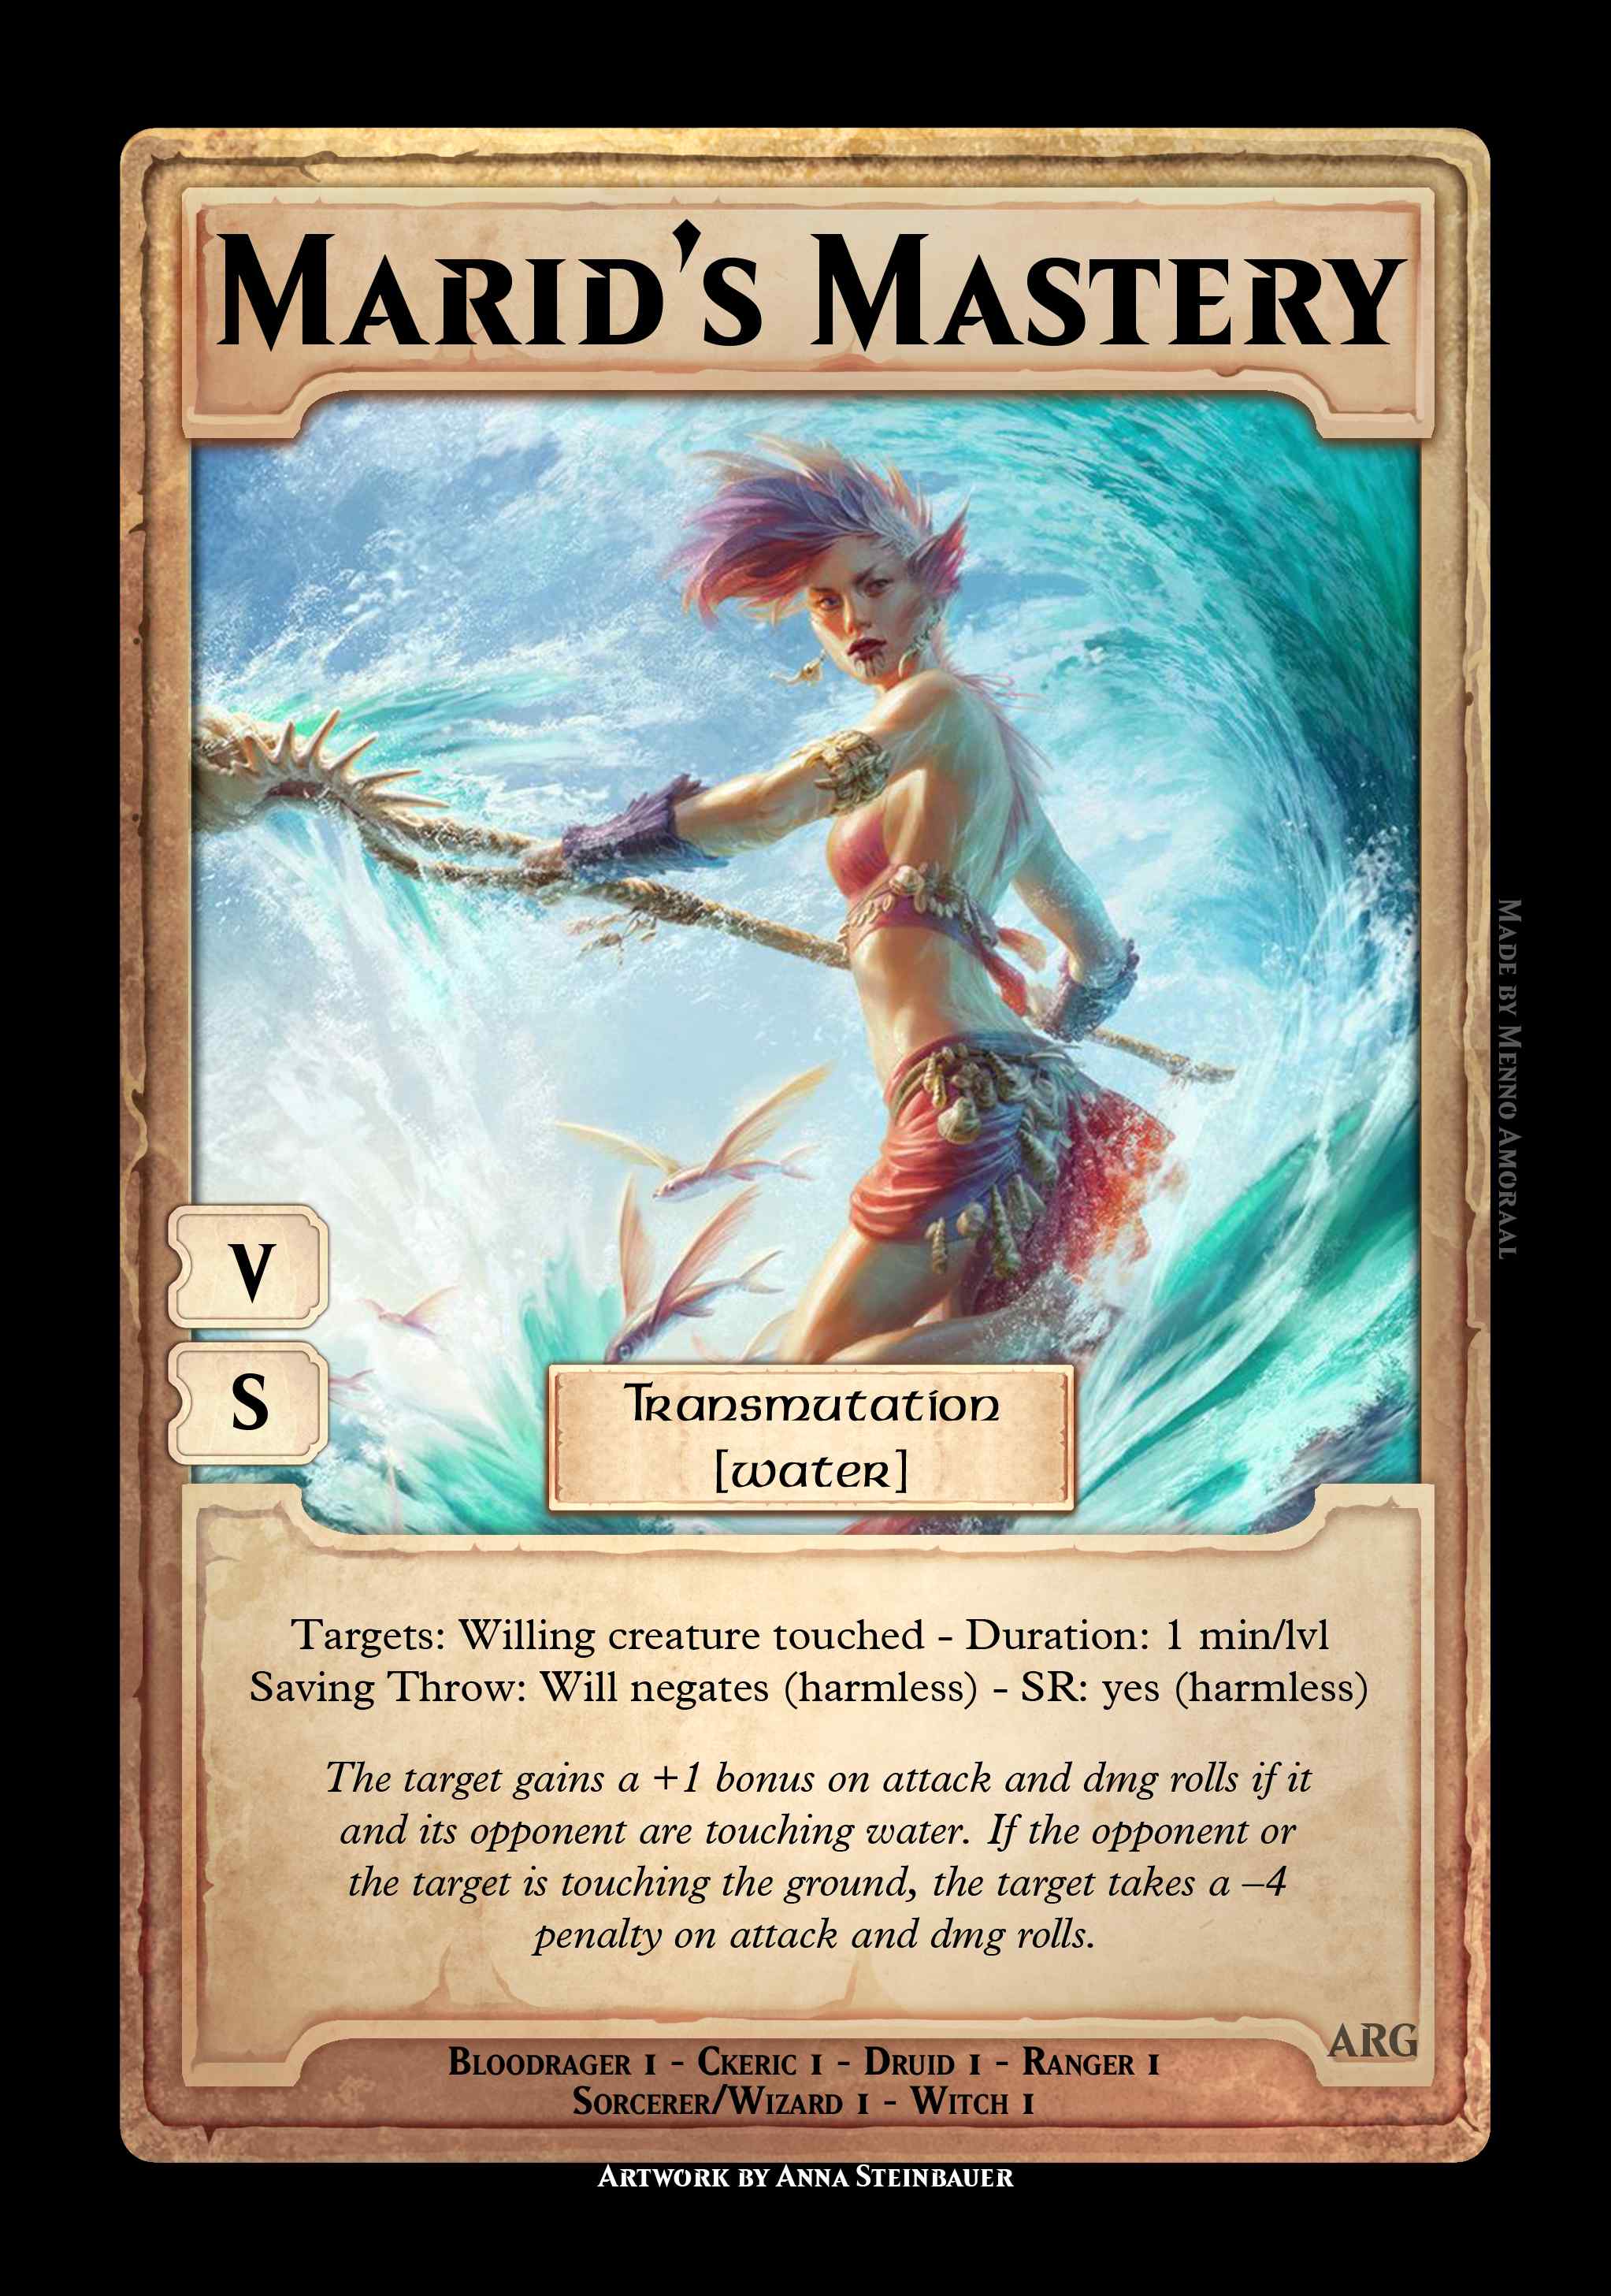 Marid's Mastery
V
S
Transmutation
[water]
Targets: Willing creature touched - Duration: 1 min/lvl
Saving Throw: Will negates (harmless) - SR: yes (harmless)
The target gains a +1 bonus on attack and dmg rolls if it
and its opponent are touching water. If the opponent or
the target is touching the ground, the target takes a –4
penalty on attack and dmg rolls.
ARG
Bloodrager 1 - Ckeric 1 - Druid 1 - Ranger 1
Sorcerer/Wizard 1 - Witch 1
Artwork by Anna Steinbauer
Made by Menno Amoraal